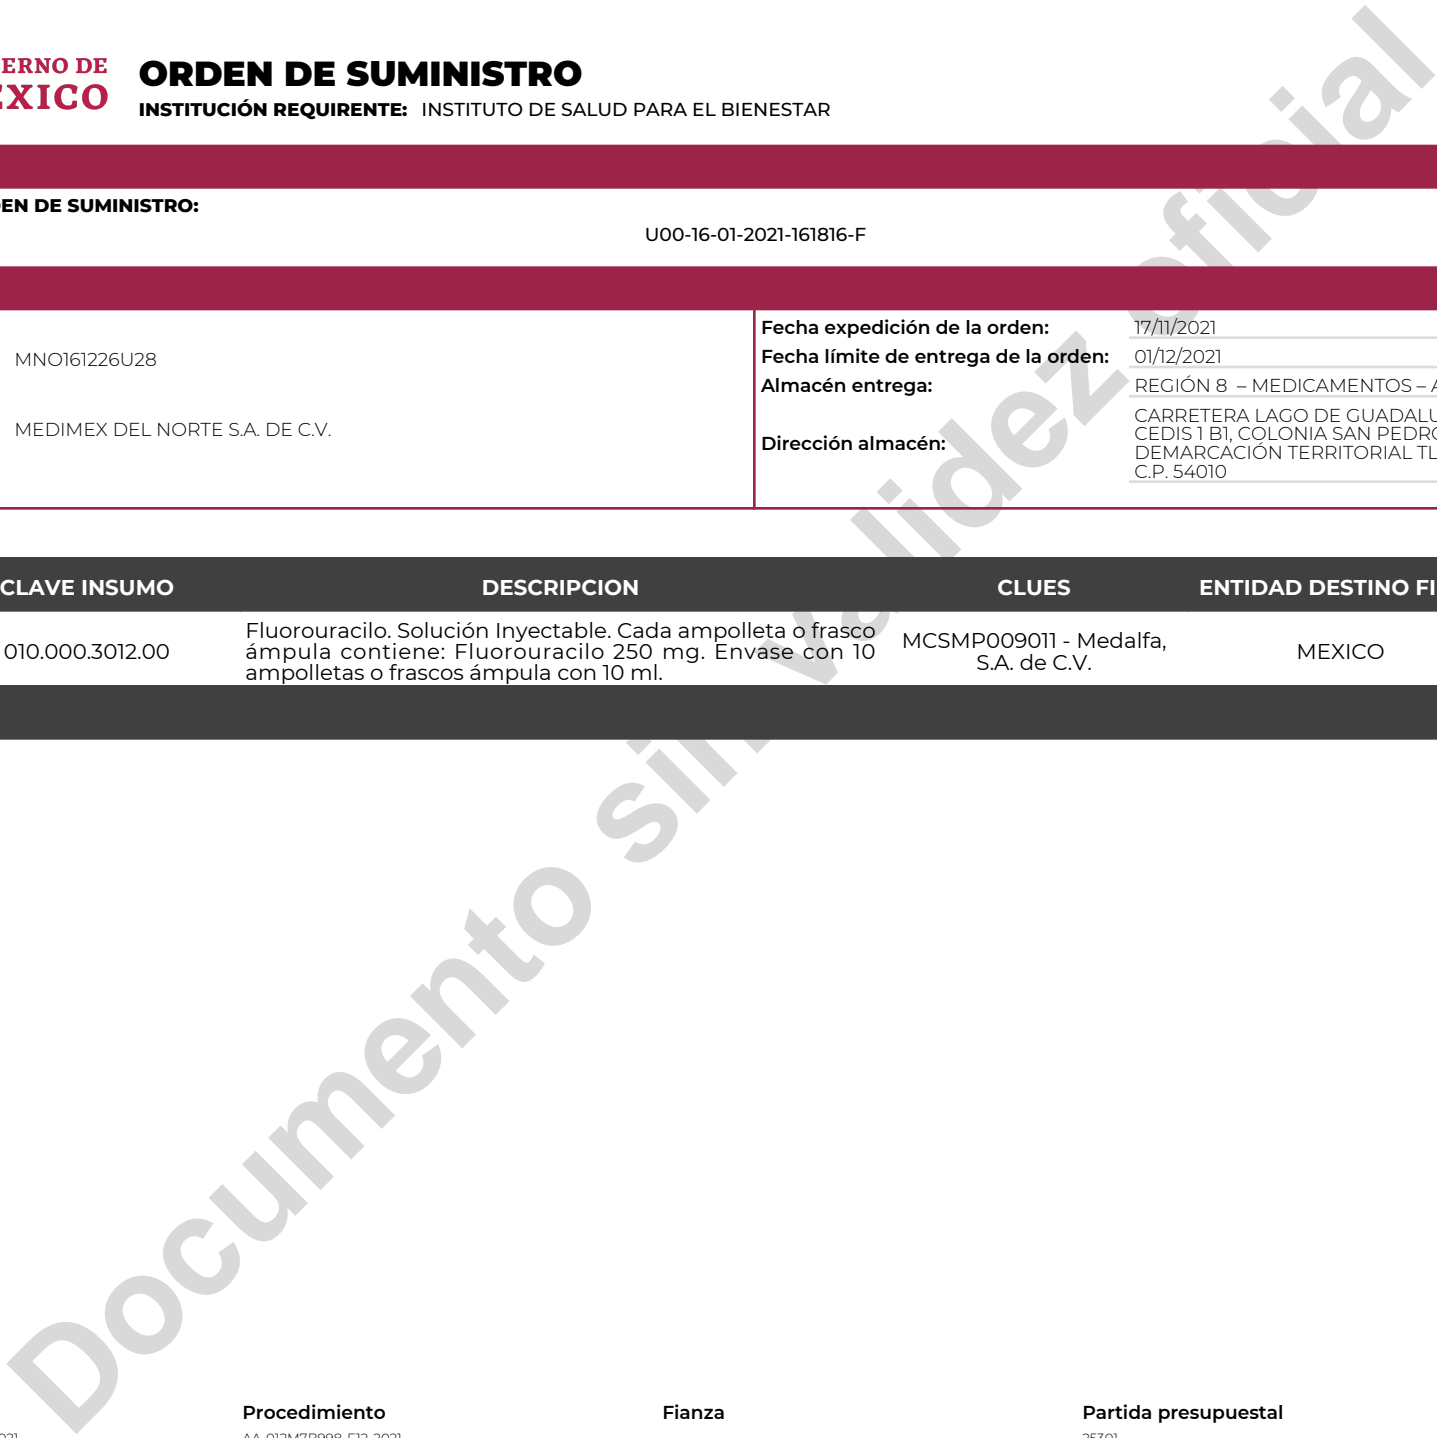 ERNO DE
EXICO
ORDEN DE SUMINISTRO
INSTITUCIÓN REQUIRENTE: INSTITUTO DE SALUD PARA EL BIENESTAR
EN DE SUMINISTRO:
U00-16-01-2021-161816-F
MNO161226U28
MEDIMEX DEL NORTE S.A. DE C.V.
Fecha expedición de la orden: 17/11/2021
Fecha límite de entrega de la orden: 01/12/2021
Almacén entrega: REGIÓN 8 – MEDICAMENTOS – A
Dirección almacén:
CARRETERA LAGO DE GUADALU
CEDIS 1 B1, COLONIA SAN PEDRO
DEMARCACIÓN TERRITORIAL TL
C.P. 54010
CLAVE INSUMO DESCRIPCION CLUES ENTIDAD DESTINO FI
010.000.3012.00
Fluorouracilo. Solución Inyectable. Cada ampolleta o frasco
ámpula contiene: Fluorouracilo 250 mg. Envase con 10
ampolletas o frascos ámpula con 10 ml.
MCSMP009011 - Medalfa,
S.A. de C.V.
MEXICO
Documento sin validez oficial
Procedimiento Fianza Partida presupuestal